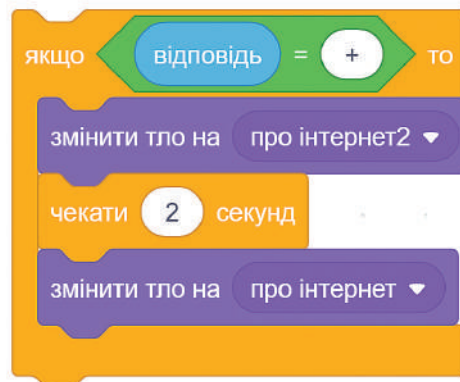 якщо відповідь = + то
змінити тло на про інтернет2
чекати 2 секунд
змінити тло на про інтернет